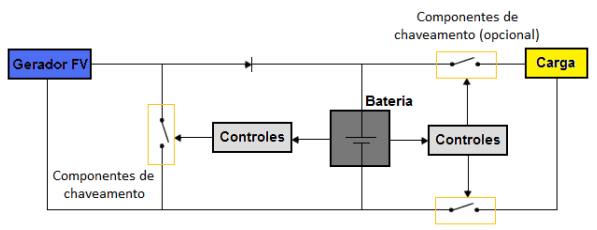 Componentes de
chaveamento (opcional)
Gerador FV
Carga
Bateria
Controles
Controles
Componentes de
chaveamento